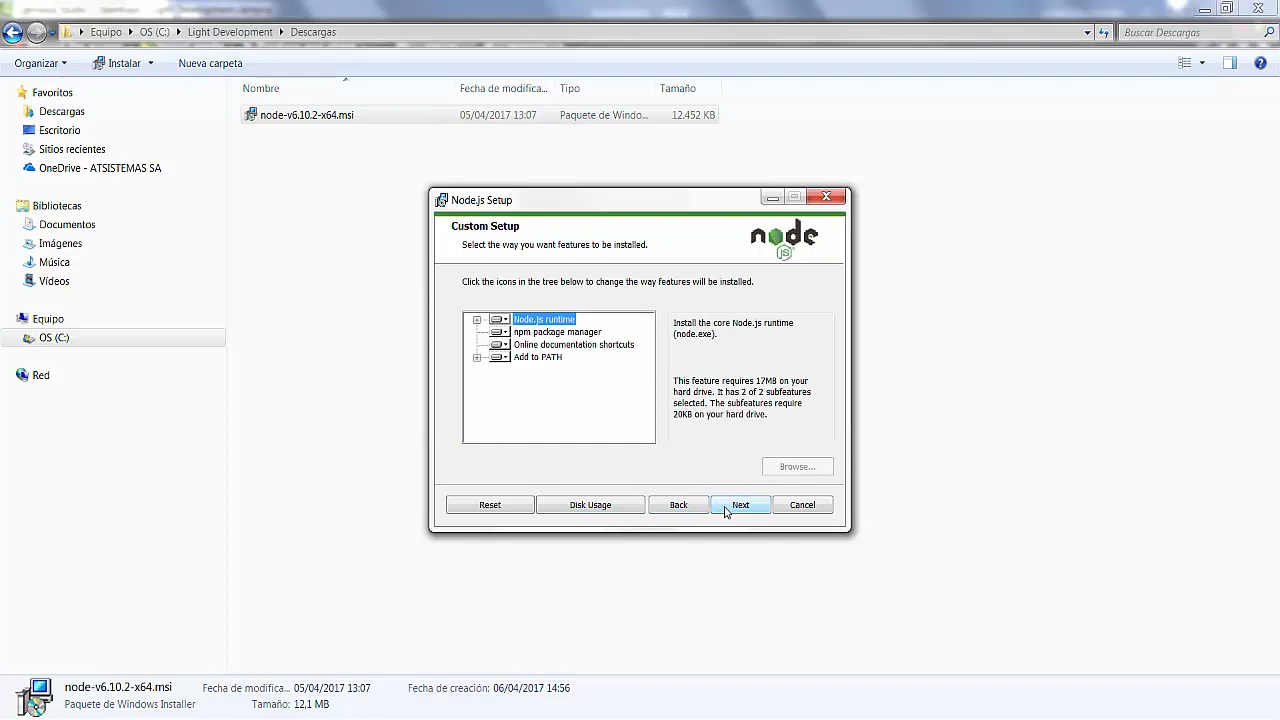 Equipo
OS (C:)
Light Development
Descargas
Buscar Descargas
Organizar
Instalar
Nueva carpeta
Favoritos
Descargas
Escritorio
Sitios recientes
OneDrive - ATSISTEMAS SA
Bibliotecas
Documentos
Imágenes
Música
Vídeos
Equipo
OS (C:)
Red
Nombre
Fecha de modifica...
Tipo
Tamaño
node-v6.10.2-x64.msi
05/04/2017 13:07
Paquete de Windo...
12.452 KB
Node.js Setup
Custom Setup
Select the way you want features to be installed.
node
JS
Click the icons in the tree below to change the way features will be installed.
Node.js runtime
npm package manager
Online documentation shortcuts
Add to PATH
Install the core Node.js runtime
(node.exe).
This feature requires 17MB on your
hard drive. It has 2 of 2 subfeatures
selected. The subfeatures require
20KB on your hard drive.
Browse...
Reset
Disk Usage
Back
Next
Cancel
node-v6.10.2-x64.msi
Paquete de Windows Installer
Fecha de modifica... 05/04/2017 13:07
Tamaño: 12,1 MB
Fecha de creación: 06/04/2017 14:56